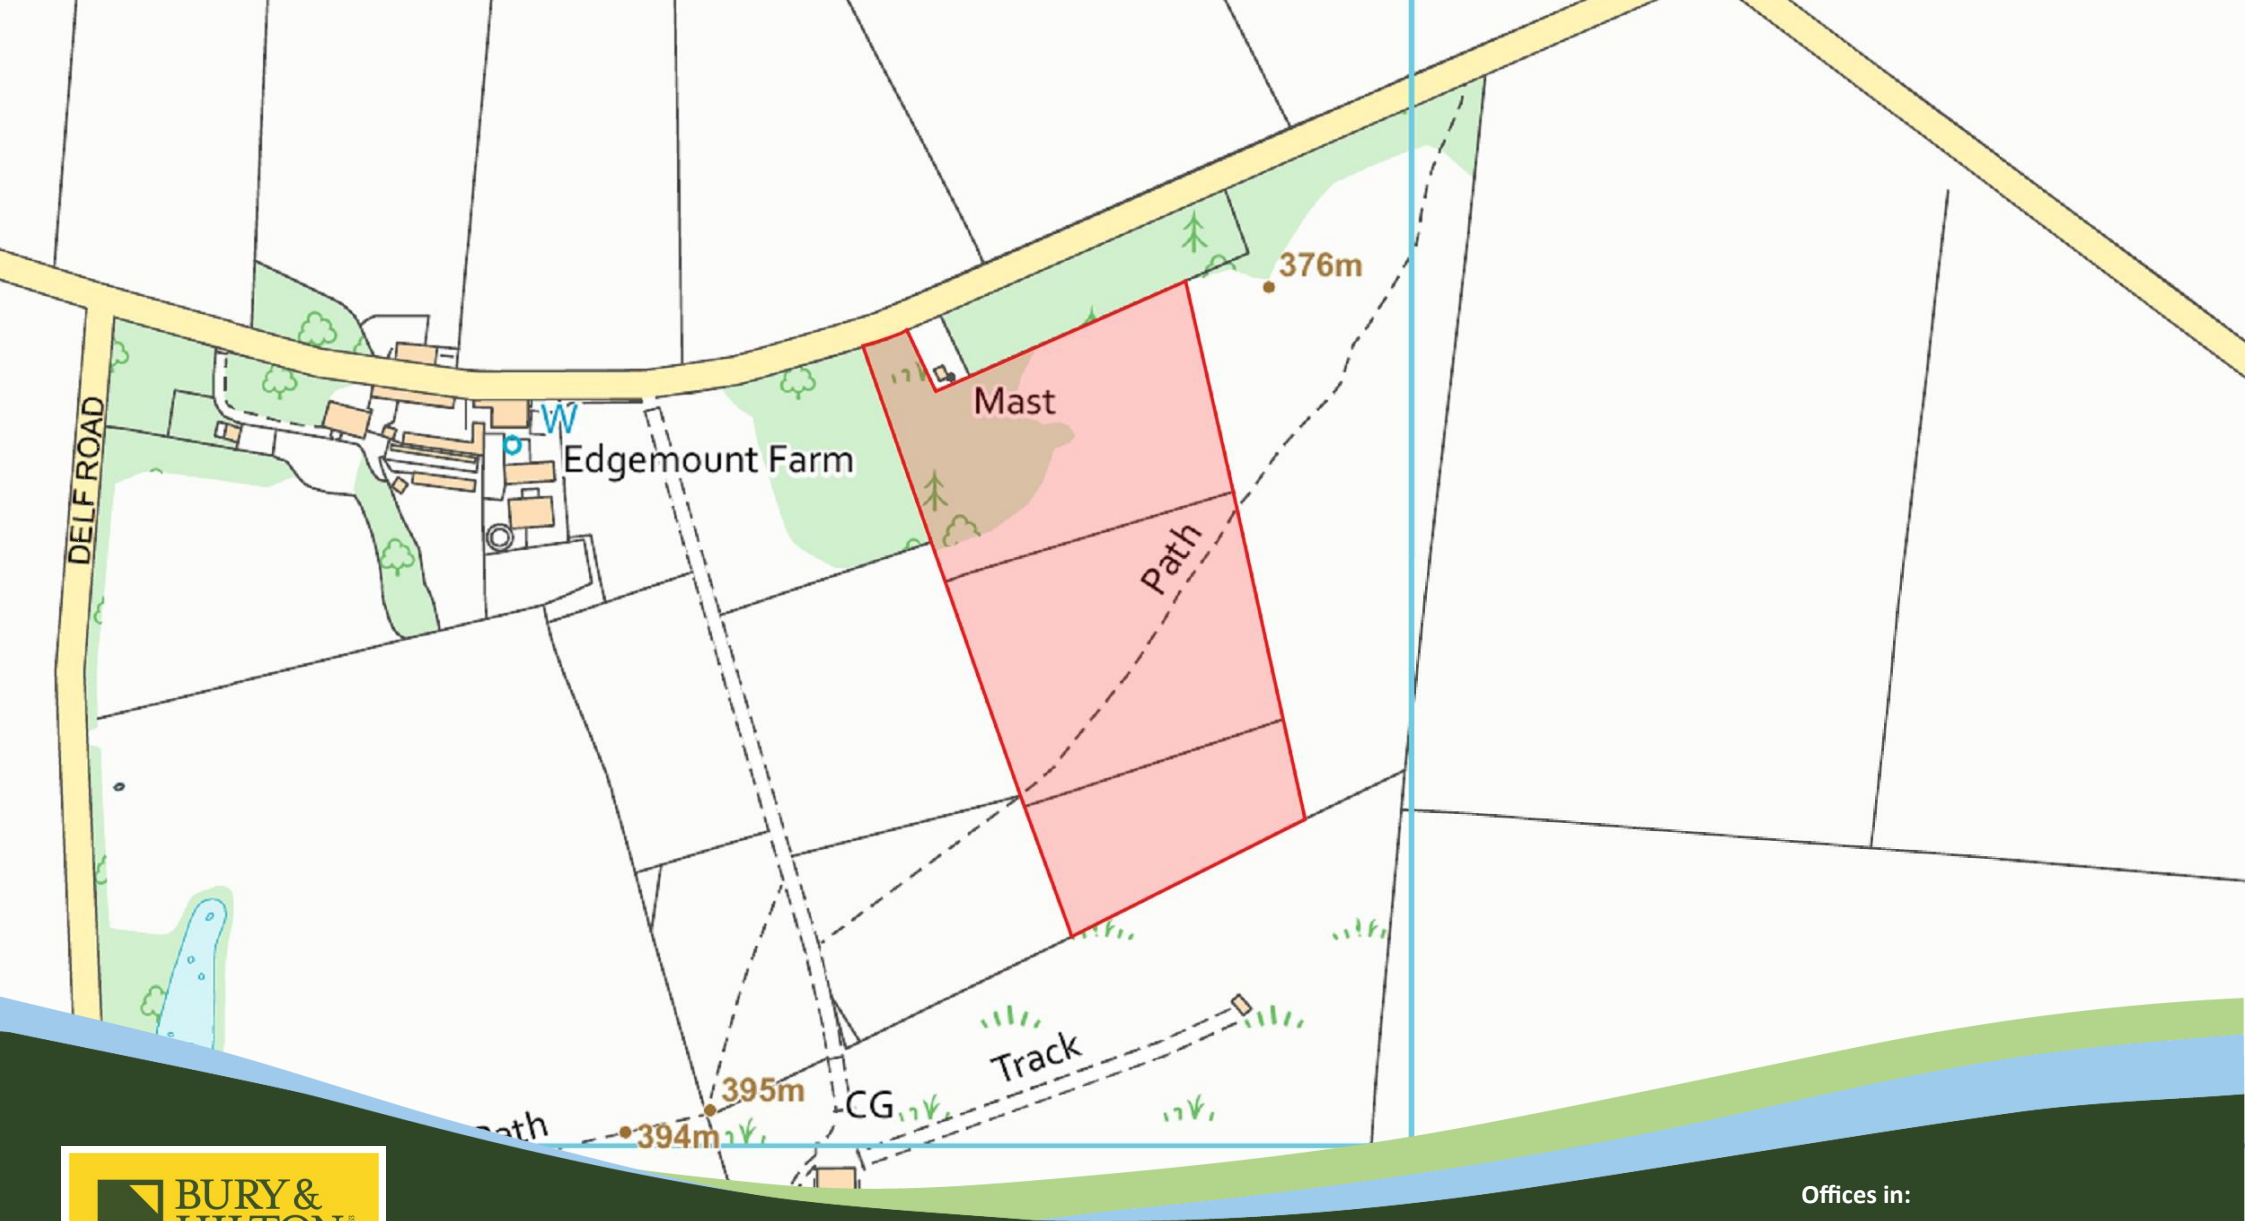 376m
Mast
W
Edgemount Farm
DELF ROAD
Path
Track
395m
CG
394m
BURY &
Offices in: